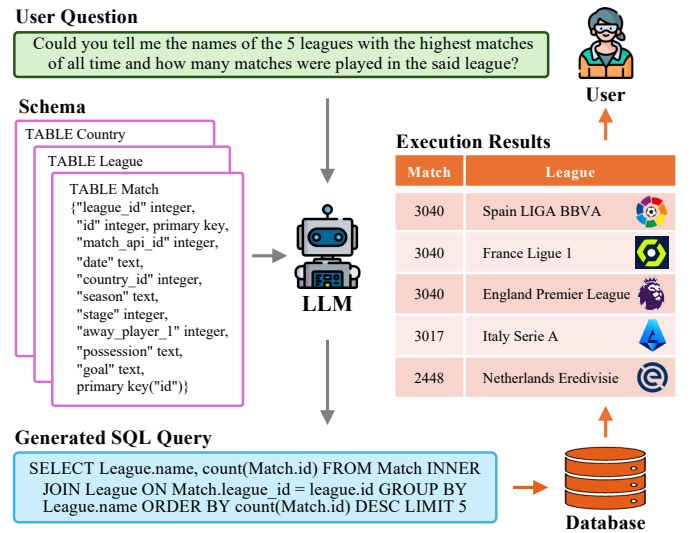 User Question
Could you tell me the names of the 5 leagues with the highest matches
of all time and how many matches were played in the said league?
User
Schema
TABLE Country
TABLE League
TABLE Match
{"league_id" integer,
"id" integer, primary key,
"match_api_id" integer,
"date" text,
"country_id" integer,
"season" text,
"stage" integer,
"away_player_1" integer,
"possession" text,
"goal" text,
primary key("id")}
LLM
Execution Results
Match League
3040 Spain LIGA BBVA
3040 France Ligue 1
3040 England Premier League
3017 Italy Serie A
2448 Netherlands Eredivisie
Generated SQL Query
SELECT League.name, count(Match.id) FROM Match INNER
JOIN League ON Match.league_id = league.id GROUP BY
League.name ORDER BY count(Match.id) DESC LIMIT 5
Database